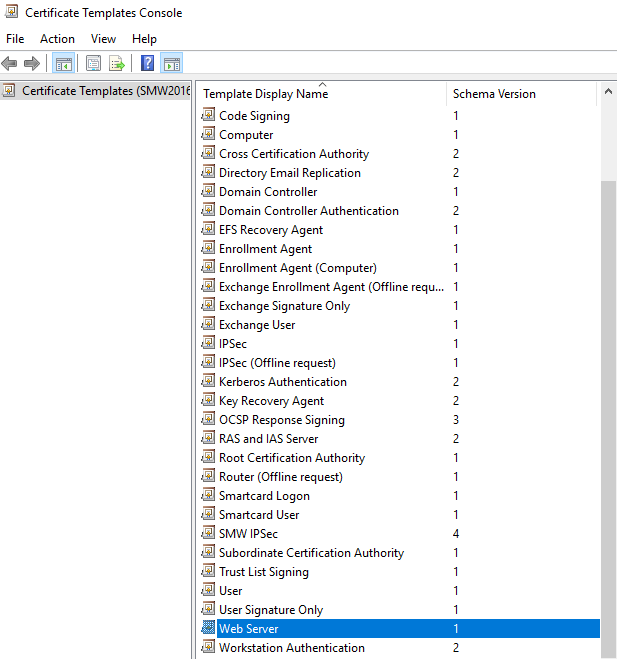 Certificate Templates Console
File Action View Help
Certificate Templates (SMW2016
Template Display Name Schema Version
Code Signing 1
Computer 1
Cross Certification Authority 2
Directory Email Replication 2
Domain Controller 1
Domain Controller Authentication 2
EFS Recovery Agent 1
Enrollment Agent 1
Enrollment Agent (Computer) 1
Exchange Enrollment Agent (Offline requ... 1
Exchange Signature Only 1
Exchange User 1
IPSec 1
IPSec (Offline request) 1
Kerberos Authentication 2
Key Recovery Agent 2
OCSP Response Signing 3
RAS and IAS Server 2
Root Certification Authority 1
Router (Offline request) 1
Smartcard Logon 1
Smartcard User 1
SMW IPSec 4
Subordinate Certification Authority 1
Trust List Signing 1
User 1
User Signature Only 1
Web Server 1
Workstation Authentication 2